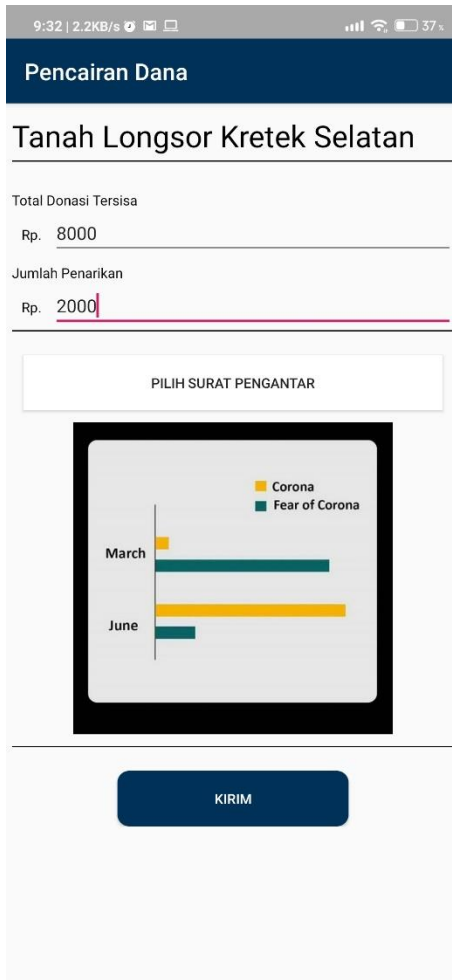 9:32 | 2.2KB/s
37%
Pencairan Dana
Tanah Longsor Kretek Selatan
Total Donasi Tersisa
Rp. 8000
Jumlah Penarikan
Rp. 2000
PILIH SURAT PENGANTAR
Corona
Fear of Corona
March
June
KIRIM